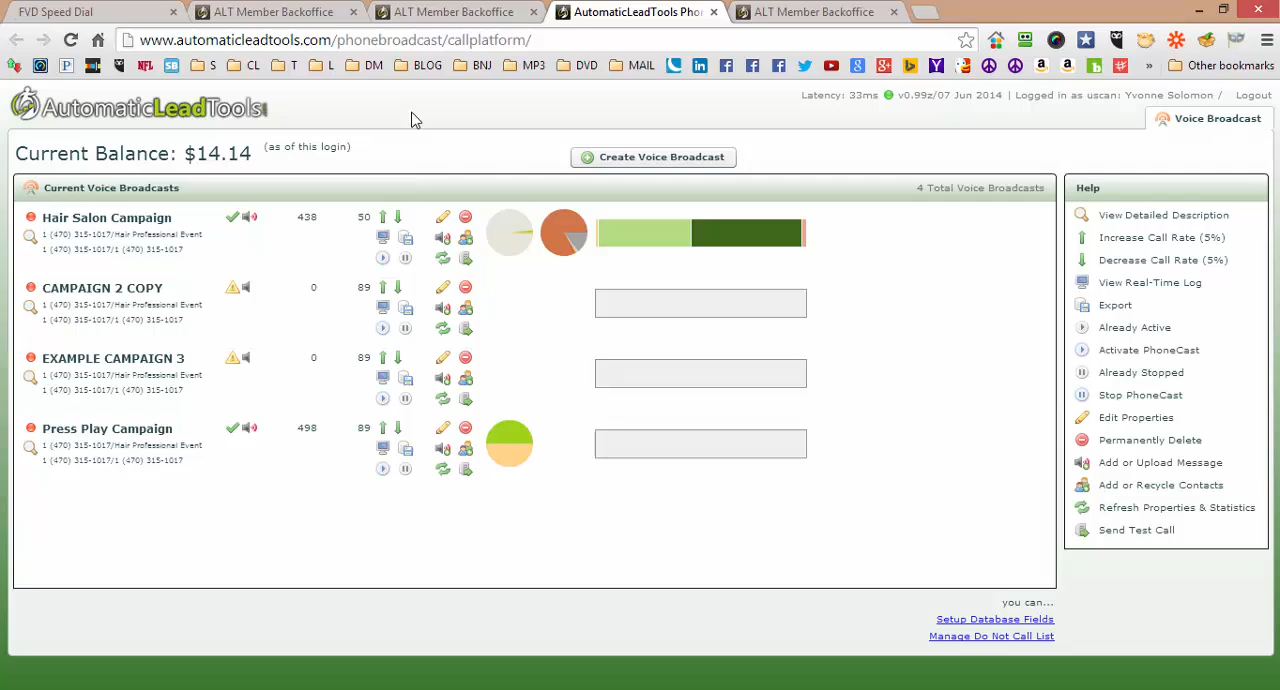 FVD Speed Dial
ALT Member Backoffice
ALT Member Backoffice
AutomaticLeadTools Pho
ALT Member Backoffice
www.automaticleadtools.com/phonebroadcast/callplatform/
NFL SB S CL T L DM BLOG BNJ MP3 DVD MAIL » Other bookmarks
AutomaticLeadTools
Latency: 33ms v0.99z/07 Jun 2014 | Logged in as uscan: Yvonne Solomon / Logout
Voice Broadcast
Current Balance: $14.14 (as of this login)
Create Voice Broadcast
Current Voice Broadcasts
4 Total Voice Broadcasts
Hair Salon Campaign 438 50
1 (470) 315-1017/Hair Professional Event
1 (470) 315-1017/1 (470) 315-1017
CAMPAIGN 2 COPY 0 89
1 (470) 315-1017/Hair Professional Event
1 (470) 315-1017/1 (470) 315-1017
EXAMPLE CAMPAIGN 3 0 89
1 (470) 315-1017/Hair Professional Event
1 (470) 315-1017/1 (470) 315-1017
Press Play Campaign 498 89
1 (470) 315-1017/Hair Professional Event
1 (470) 315-1017/1 (470) 315-1017
Help
View Detailed Description
Increase Call Rate (5%)
Decrease Call Rate (5%)
View Real-Time Log
Export
Already Active
Activate PhoneCast
Already Stopped
Stop PhoneCast
Edit Properties
Permanently Delete
Add or Upload Message
Add or Recycle Contacts
Refresh Properties & Statistics
Send Test Call
you can...
Setup Database Fields
Manage Do Not Call List